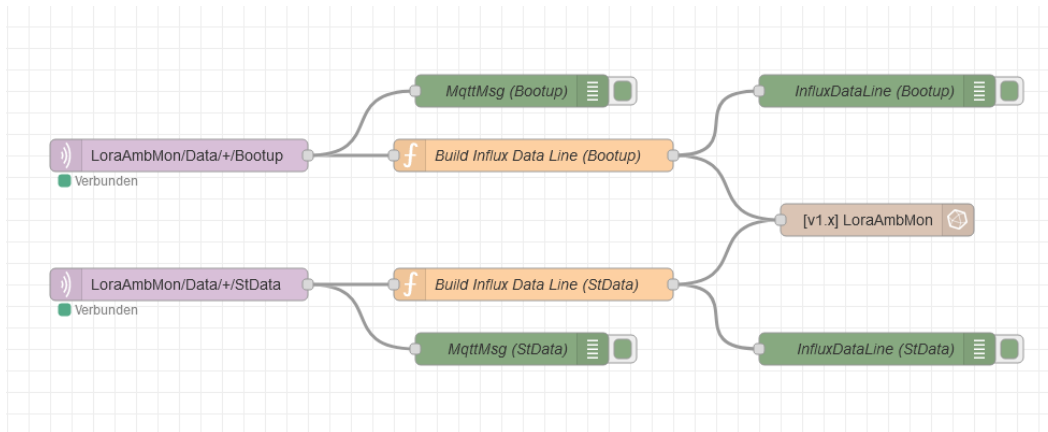 MqttMsg (Bootup)
InfluxDataLine (Bootup)
LoraAmbMon/Data/+/Bootup
Build Influx Data Line (Bootup)
Verbunden
[v1.x] LoraAmbMon
LoraAmbMon/Data/+/StData
Build Influx Data Line (StData)
Verbunden
MqttMsg (StData)
InfluxDataLine (StData)